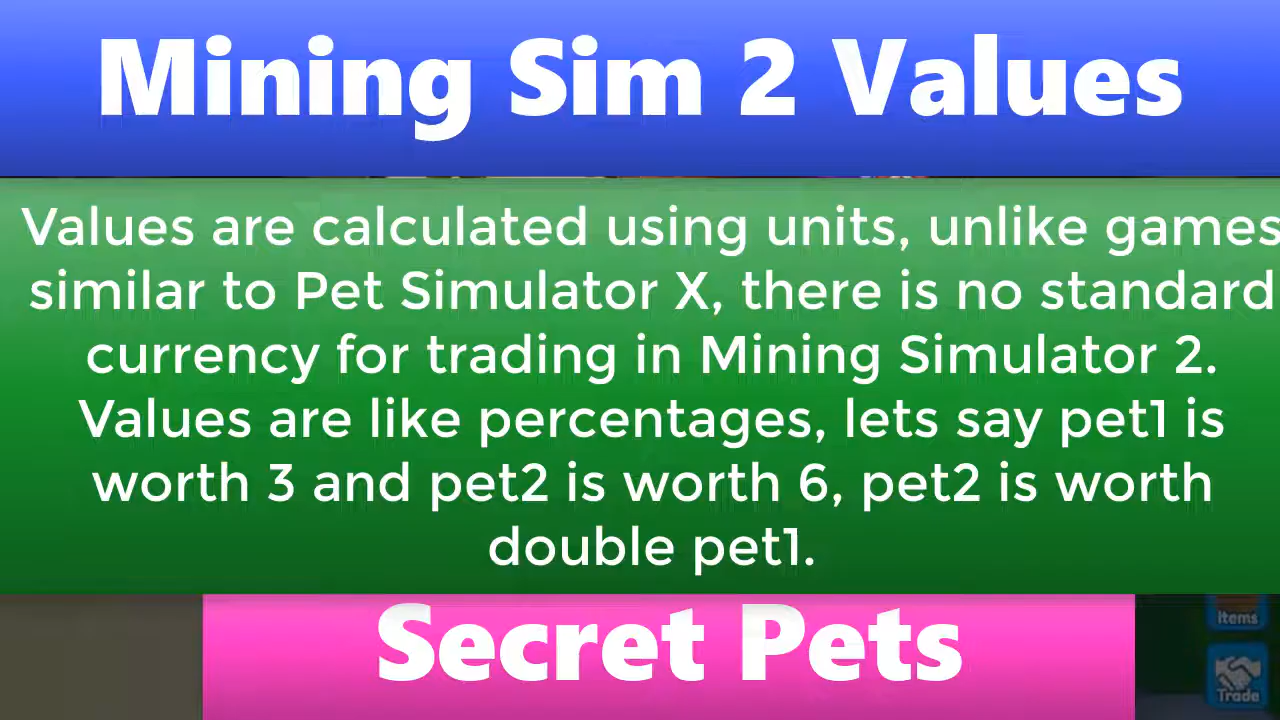 Mining Sim 2 Values
Values are calculated using units, unlike games
similar to Pet Simulator X, there is no standard
currency for trading in Mining Simulator 2.
Values are like percentages, lets say pet1 is
worth 3 and pet2 is worth 6, pet2 is worth
double pet1.
Secret Pets
Items
Trade